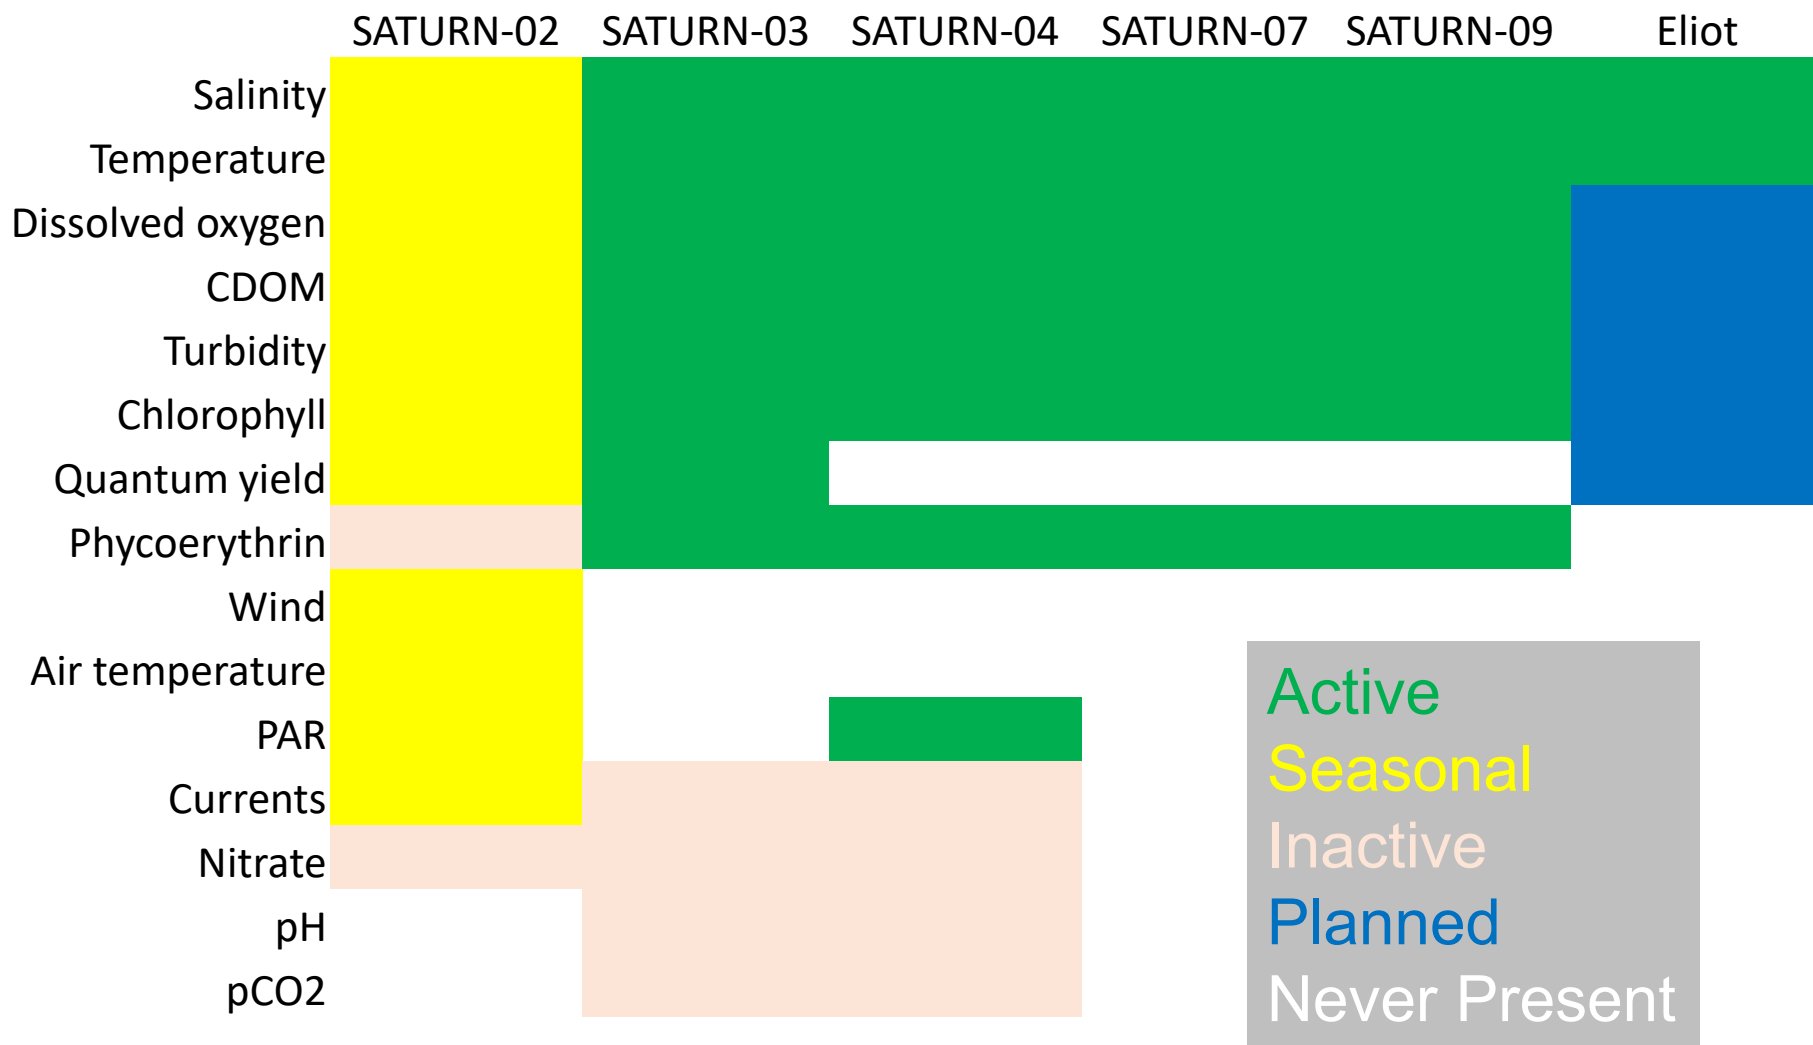 SATURN-02 SATURN-03 SATURN-04 SATURN-07 SATURN-09 Eliot
Salinity
Temperature
Dissolved oxygen
CDOM
Turbidity
Chlorophyll
Quantum yield
Phycoerythrin
Wind
Air temperature
PAR
Currents
Nitrate
pH
pCO2
Active
Seasonal
Inactive
Planned
Never Present